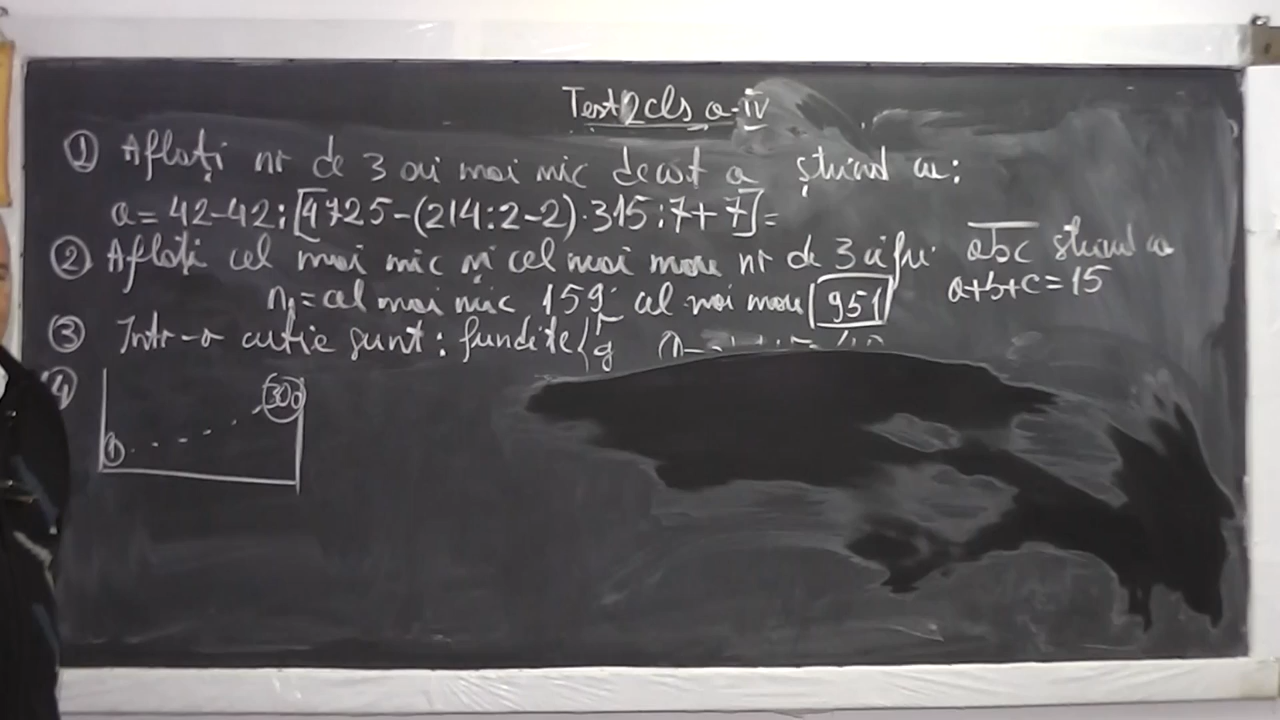 Test 2 cls a-IV
① Aflați nr de 3 ori mai mic decât a știind că:
a = 42-42:[4725-(214:2-2)·315:7+7]=
② Aflați cel mai mic și cel mai mare nr de 3 cifre abc știind că
a+b+c=15
n₁=cel mai mic 159 cel mai mare 951
③ Intr-o cutie sunt: fundite
④
① 300